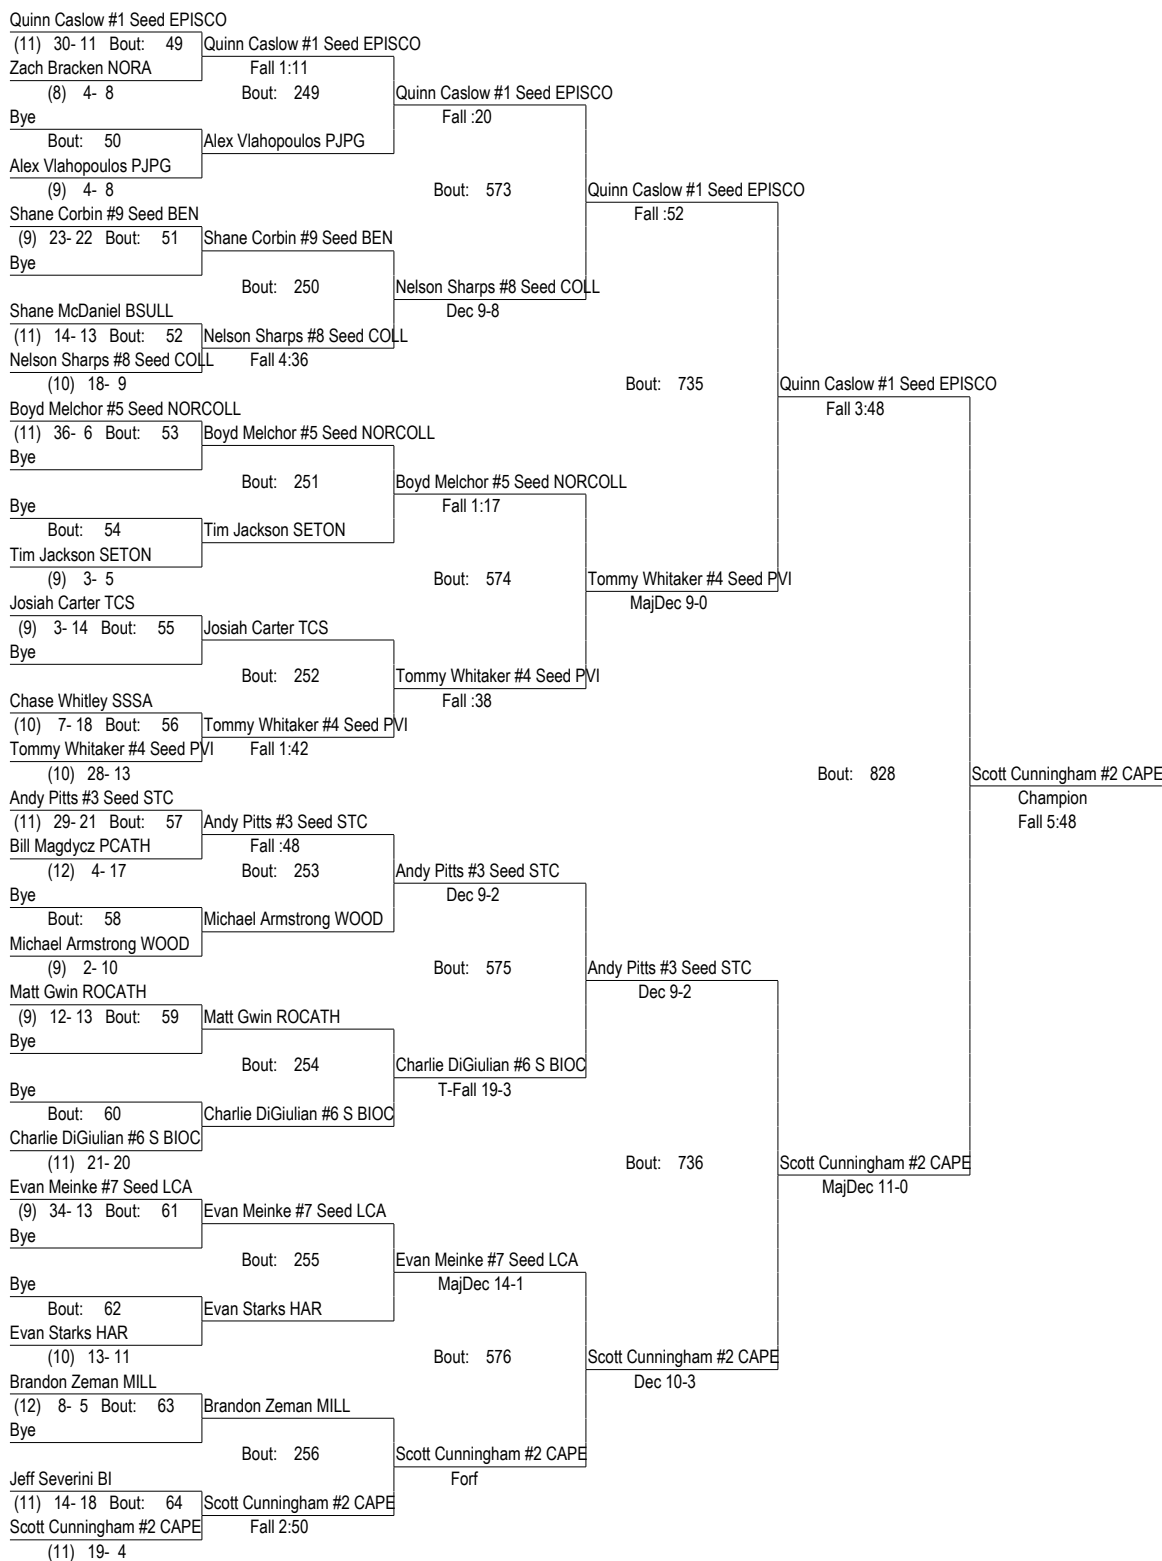 Quinn Caslow #1 Seed EPISCO
(11) 30- 11 Bout: 49 Quinn Caslow #1 Seed EPISCO
Zach Bracken NORA Fall 1:11
(8) 4- 8 Bout: 249 Quinn Caslow #1 Seed EPISCO
Bye Fall :20
Bout: 50 Alex Vlahopoulos PJPG
Alex Vlahopoulos PJPG
(9) 4- 8 Bout: 573 Quinn Caslow #1 Seed EPISCO
Shane Corbin #9 Seed BEN Fall :52
(9) 23- 22 Bout: 51 Shane Corbin #9 Seed BEN
Bye
Bout: 250 Nelson Sharps #8 Seed COLL
Shane McDaniel BSULL Dec 9-8
(11) 14- 13 Bout: 52 Nelson Sharps #8 Seed COLL
Nelson Sharps #8 Seed COLL Fall 4:36
(10) 18- 9 Bout: 735 Quinn Caslow #1 Seed EPISCO
Boyd Melchor #5 Seed NORCOLL Fall 3:48
(11) 36- 6 Bout: 53 Boyd Melchor #5 Seed NORCOLL
Bye
Bout: 251 Boyd Melchor #5 Seed NORCOLL
Bye Fall 1:17
Bout: 54 Tim Jackson SETON
Tim Jackson SETON
(9) 3- 5 Bout: 574 Tommy Whitaker #4 Seed PVI
Josiah Carter TCS MajDec 9-0
(9) 3- 14 Bout: 55 Josiah Carter TCS
Bye
Bout: 252 Tommy Whitaker #4 Seed PVI
Chase Whitley SSSA Fall :38
(10) 7- 18 Bout: 56 Tommy Whitaker #4 Seed PVI
Tommy Whitaker #4 Seed PVI Fall 1:42
(10) 28- 13 Bout: 828 Scott Cunningham #2 CAPE
Andy Pitts #3 Seed STC Champion
(11) 29- 21 Bout: 57 Andy Pitts #3 Seed STC Fall 5:48
Bill Magdycz PCATH Fall :48
(12) 4- 17 Bout: 253 Andy Pitts #3 Seed STC
Bye Dec 9-2
Bout: 58 Michael Armstrong WOOD
Michael Armstrong WOOD
(9) 2- 10 Bout: 575 Andy Pitts #3 Seed STC
Matt Gwin ROCATH Dec 9-2
(9) 12- 13 Bout: 59 Matt Gwin ROCATH
Bye
Bout: 254 Charlie DiGiulian #6 S BIOC
Bye T-Fall 19-3
Bout: 60 Charlie DiGiulian #6 S BIOC
Charlie DiGiulian #6 S BIOC
(11) 21- 20 Bout: 736 Scott Cunningham #2 CAPE
Evan Meinke #7 Seed LCA MajDec 11-0
(9) 34- 13 Bout: 61 Evan Meinke #7 Seed LCA
Bye
Bout: 255 Evan Meinke #7 Seed LCA
Bye MajDec 14-1
Bout: 62 Evan Starks HAR
Evan Starks HAR
(10) 13- 11 Bout: 576 Scott Cunningham #2 CAPE
Brandon Zeman MILL Dec 10-3
(12) 8- 5 Bout: 63 Brandon Zeman MILL
Bye
Bout: 256 Scott Cunningham #2 CAPE
Jeff Severini BI Forf
(11) 14- 18 Bout: 64 Scott Cunningham #2 CAPE
Scott Cunningham #2 CAPE Fall 2:50
(11) 19- 4